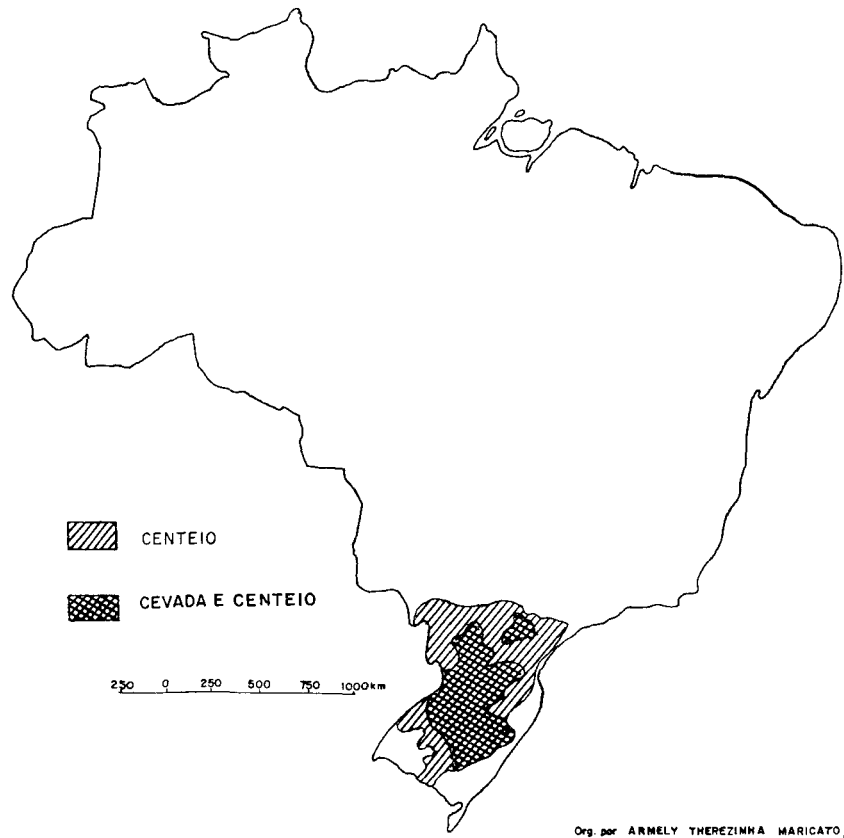 CENTEIO
CEVADA E CENTEIO
250 0 250 500 750 1000km
Org. por ARMELY THEREZINHA MARICATO